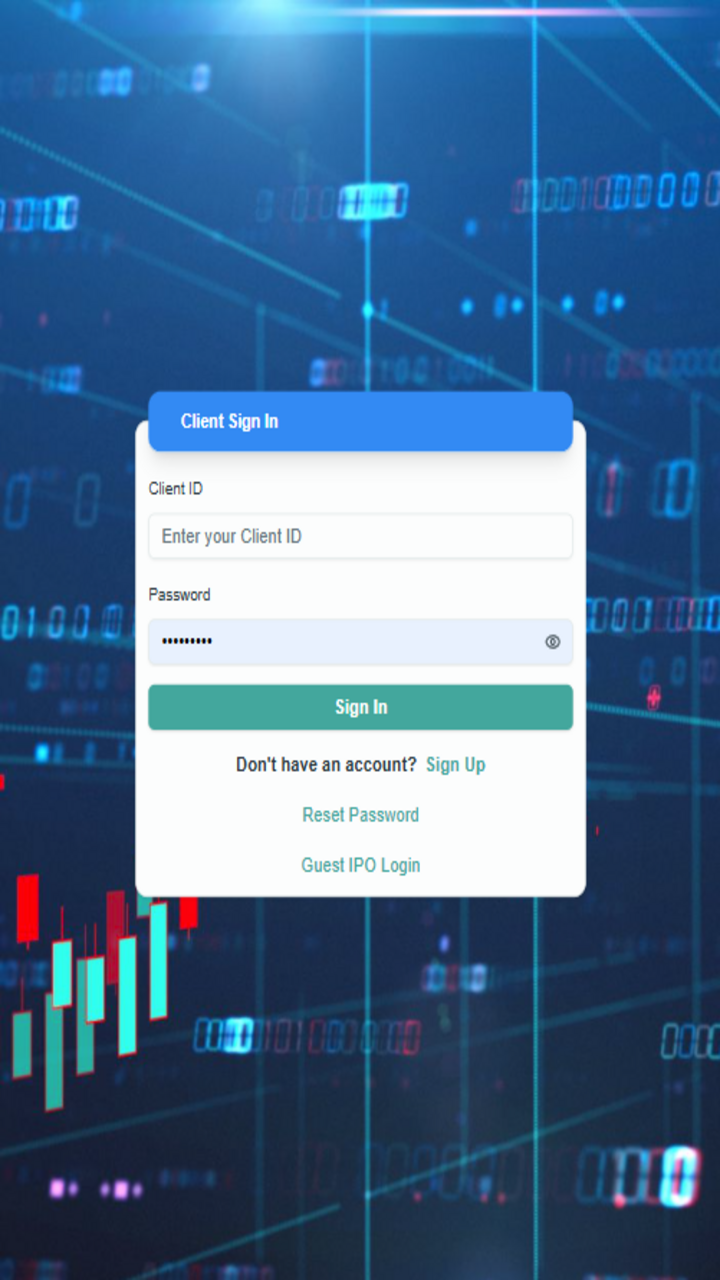 Client Sign In
Client ID
Enter your Client ID
Password
•••••••••
Sign In
Don't have an account? Sign Up
Reset Password
Guest IPO Login